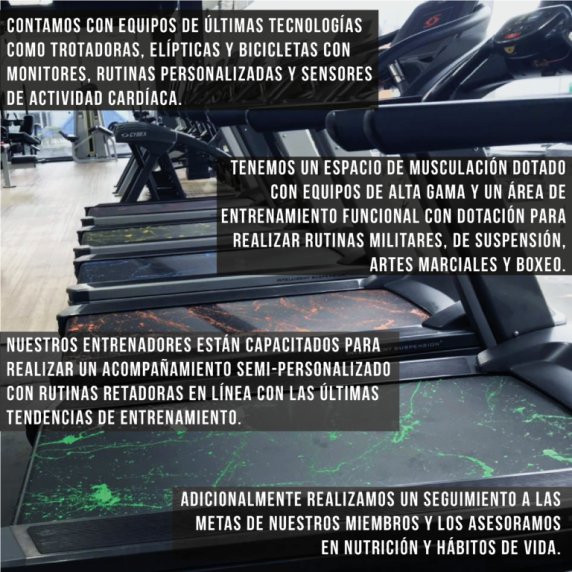 CONTAMOS CON EQUIPOS DE ÚLTIMAS TECNOLOGÍAS
COMO TROTADORAS, ELÍPTICAS Y BICICLETAS CON
MONITORES, RUTINAS PERSONALIZADAS Y SENSORES
DE ACTIVIDAD CARDÍACA.
CYBEX
TENEMOS UN ESPACIO DE MUSCULACIÓN DOTADO
CON EQUIPOS DE ALTA GAMA Y UN ÁREA DE
ENTRENAMIENTO FUNCIONAL CON DOTACIÓN PARA
REALIZAR RUTINAS MILITARES, DE SUSPENSIÓN,
ARTES MARCIALES Y BOXEO.
NUESTROS ENTRENADORES ESTÁN CAPACITADOS PARA
REALIZAR UN ACOMPAÑAMIENTO SEMI-PERSONALIZADO
CON RUTINAS RETADORAS EN LÍNEA CON LAS ÚLTIMAS
TENDENCIAS DE ENTRENAMIENTO.
ADICIONALMENTE REALIZAMOS UN SEGUIMIENTO A LAS
METAS DE NUESTROS MIEMBROS Y LOS ASESORAMOS
EN NUTRICIÓN Y HÁBITOS DE VIDA.